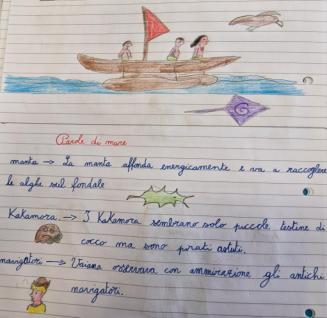 Parole di mare
manta → La manta affonda energicamente e va a raccogliere
le alghe sul fondale
Kakamora → I Kakamora sembrano solo piccole testine di
cocco ma sono pirati astuti.
navigatori → Vaiana osservava con ammirazione gli antichi
navigatori.